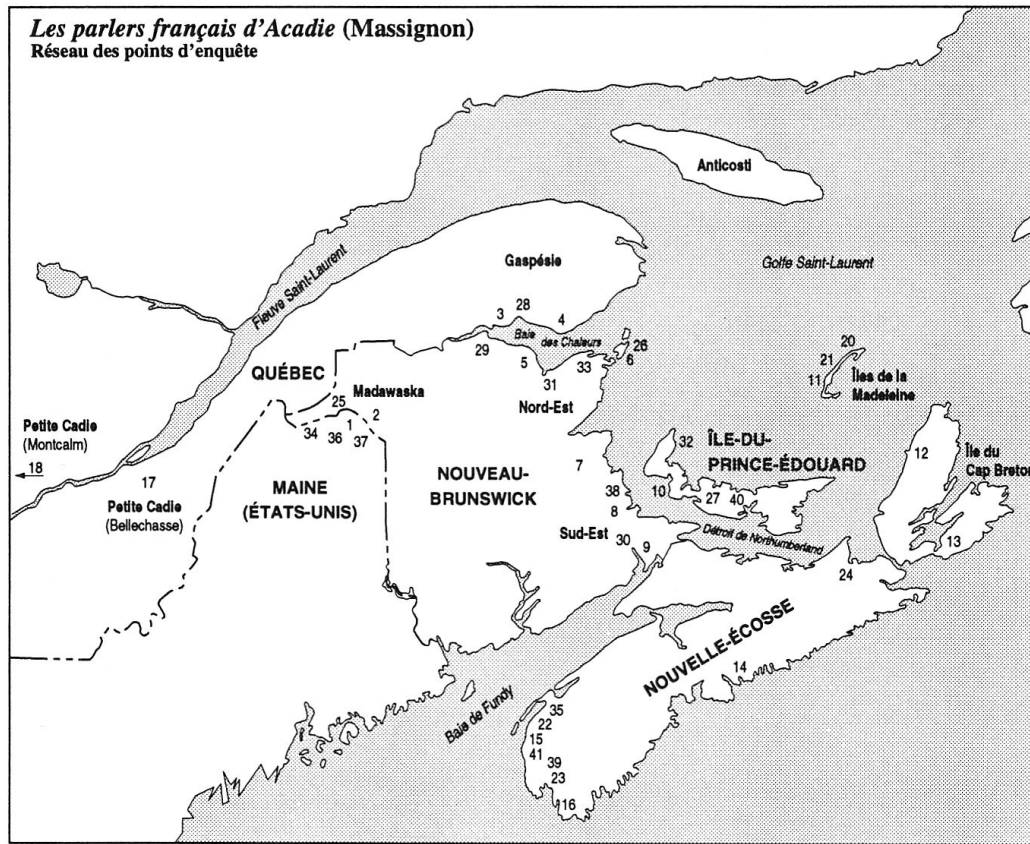 Les parlers français d'Acadie (Massignon)
Réseau des points d'enquête
Anticosti
Gaspésie
Golfe Saint-Laurent
Fleuve Saint-Laurent
3
28
4
Baie des Chaleurs
29
5
33
31
26
6
Nord-Est
20
21
11
Îles de la
Madeleine
QUÉBEC
Madawaska
25
2
1
34
36
37
Petite Cadie
(Montcalm)
18
17
Petite Cadie
(Bellechasse)
MAINE
(ÉTATS-UNIS)
NOUVEAU-
BRUNSWICK
7
38
8
Sud-Est
30
9
32
ÎLE-DU-
PRINCE-ÉDOUARD
10
27
40
Détroit de Northumberland
12
Île du
Cap Breton
13
24
NOUVELLE-ÉCOSSE
14
Baie de Fundy
35
22
15
41
39
23
16